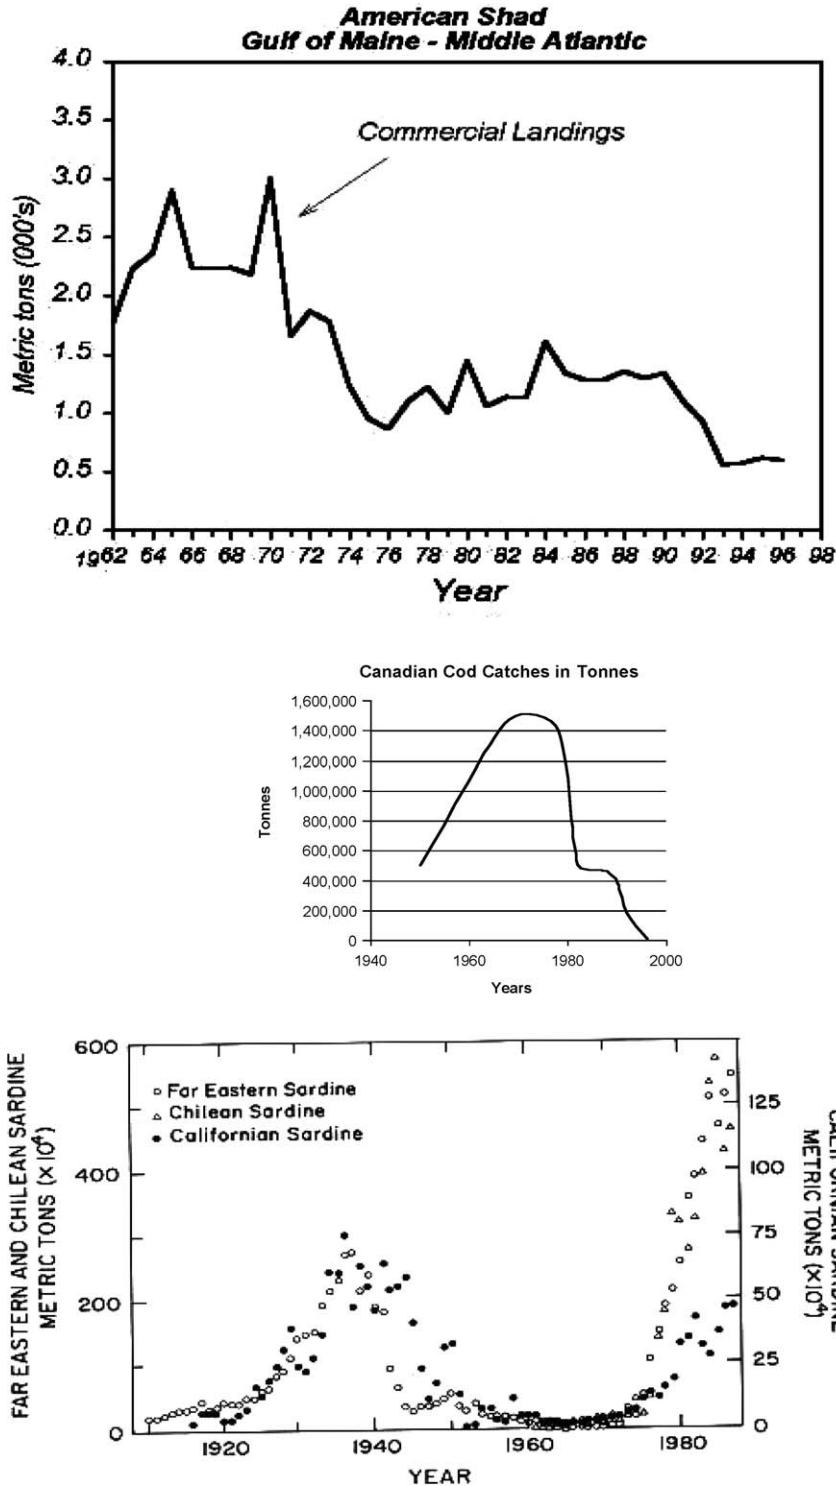 American Shad
Gulf of Maine - Middle Atlantic
4.0
3.5
3.0
2.5
2.0
1.5
1.0
0.5
0.0
Metric tons (000's)
Commercial Landings
1962 64 66 68 70 72 74 76 78 80 82 84 86 88 90 92 94 96 98
Year
Canadian Cod Catches in Tonnes
1,600,000
1,400,000
1,200,000
1,000,000
800,000
600,000
400,000
200,000
0
Tonnes
1940 1960 1980 2000
Years
FAR EASTERN AND CHILEAN SARDINE
METRIC TONS (×10⁴)
600
400
200
0
Far Eastern Sardine
Chilean Sardine
Californian Sardine
125
100
75
50
25
0
CALIFORNIAN SARDINE
METRIC TONS (×10⁴)
1920 1940 1960 1980
YEAR